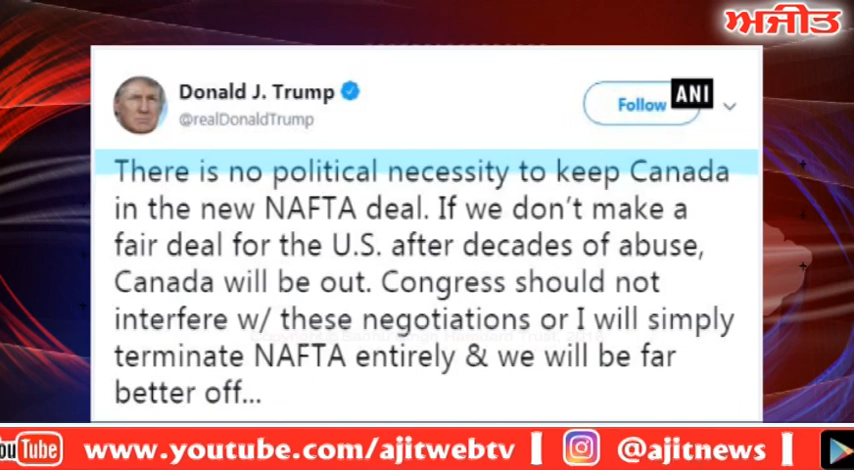 ਅਜੀਤ
Donald J. Trump
@realDonaldTrump
Follow
ANI
There is no political necessity to keep Canada
in the new NAFTA deal. If we don't make a
fair deal for the U.S. after decades of abuse,
Canada will be out. Congress should not
interfere w/ these negotiations or I will simply
terminate NAFTA entirely & we will be far
better off...
ouTube www.youtube.com/ajitwebtv | @ajitnews |